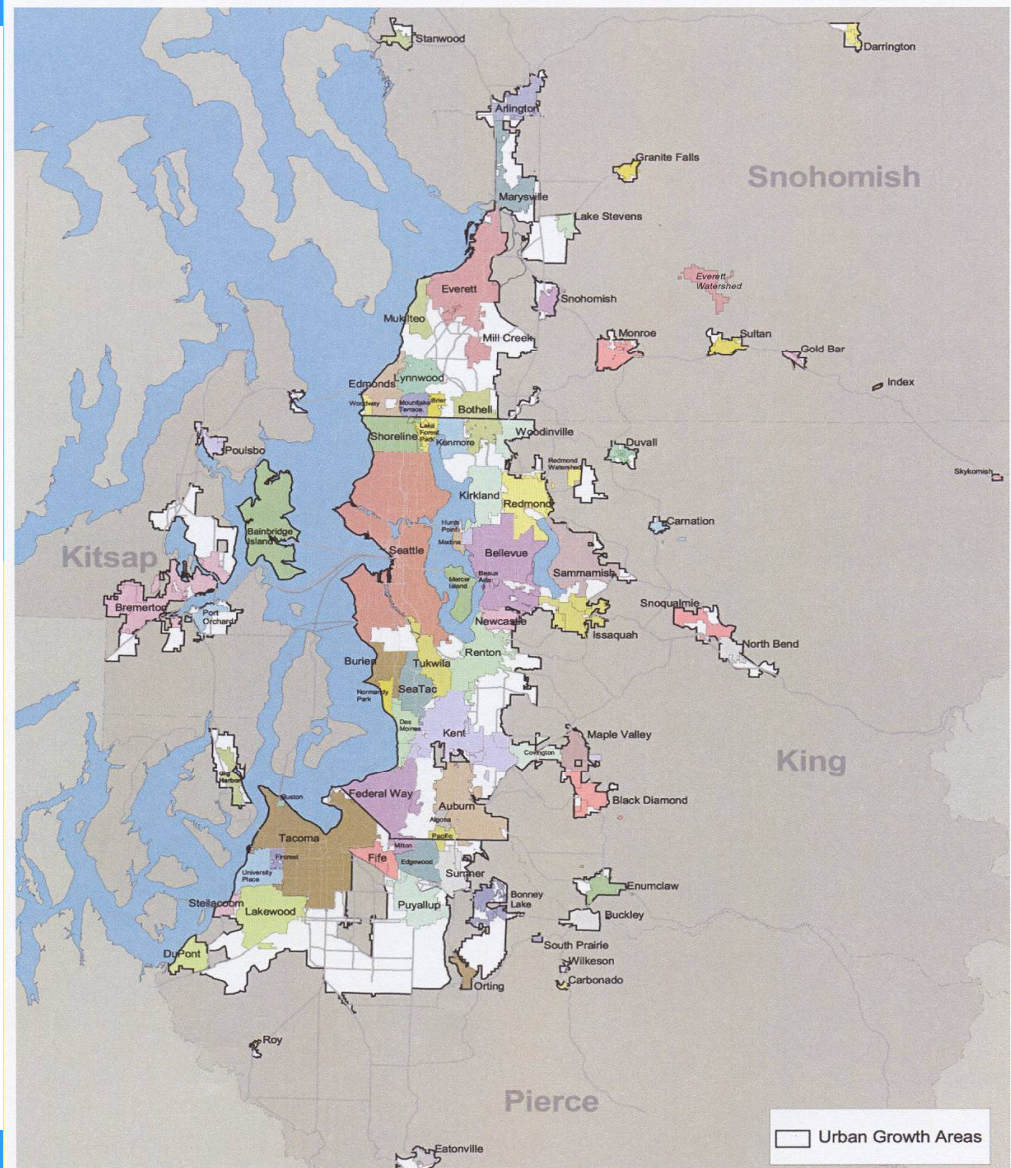 Stanwood
Darrington
Arlington
Granite Falls
Snohomish
Marysville
Lake Stevens
Everett
Watershed
Everett
Snohomish
Mukilteo
Mill Creek
Monroe
Sultan
Gold Bar
Index
Edmonds
Lynnwood
Woodway
Mountlake
Terrace
Brier
Bothell
Shoreline
Lake
Forest
Park
Kenmore
Woodinville
Duvall
Poulsbo
Redmond
Watershed
Skykomish
Kirkland
Redmond
Bainbridge
Island
Hunts
Point
Medina
Carnation
Kitsap
Seattle
Bellevue
Mercer
Island
Beaux
Arts
Sammamish
Bremerton
Port
Orchard
Newcastle
Issaquah
Snoqualmie
North Bend
Burien
Tukwila
Renton
Normandy
Park
SeaTac
Des
Moines
Kent
Covington
Maple Valley
King
Gig
Harbor
Ruston
Federal Way
Auburn
Algona
Pacific
Black Diamond
Tacoma
Milton
Fircrest
Fife
Edgewood
University
Place
Sumner
Enumclaw
Steilacoom
Lakewood
Puyallup
Bonney
Lake
Buckley
DuPont
South Prairie
Wilkeson
Orting
Carbonado
Roy
Pierce
Urban Growth Areas
Eatonville